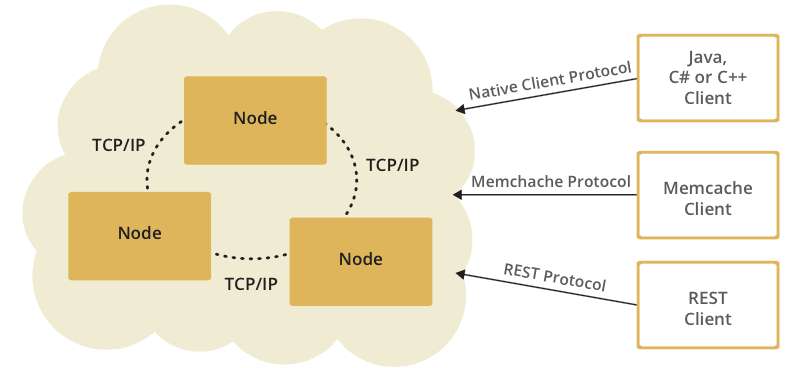 Node
TCP/IP
TCP/IP
Node
Node
TCP/IP
Native Client Protocol
Java,
C# or C++
Client
Memchache Protocol
Memcache
Client
REST Protocol
REST
Client